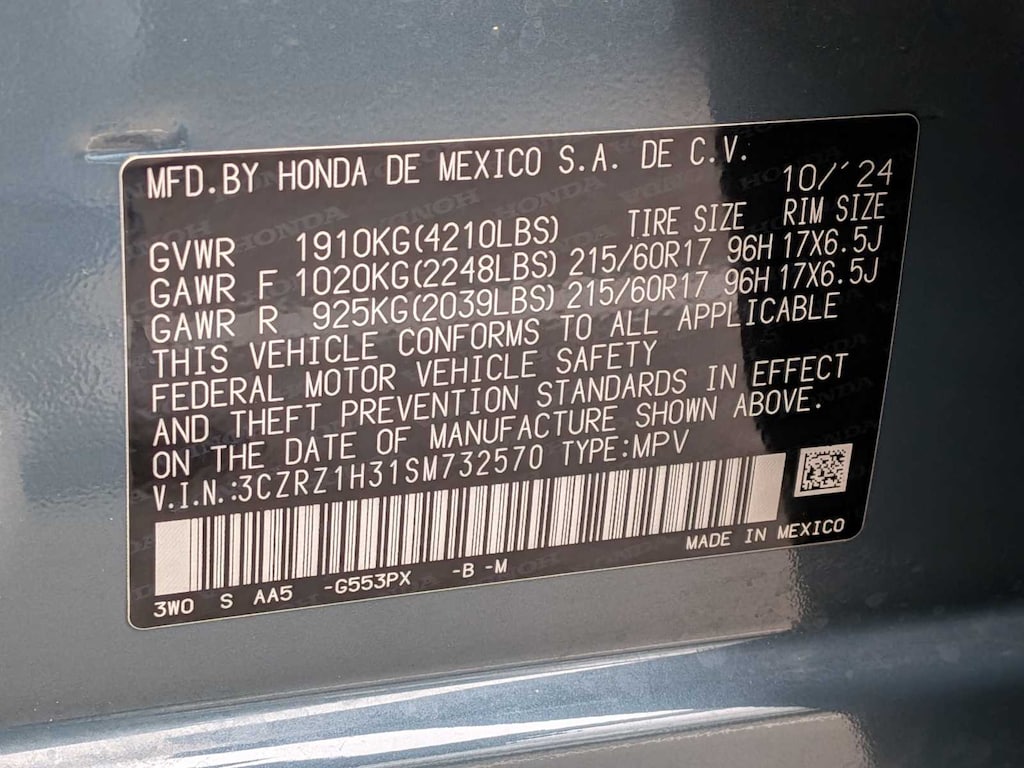 MFD.BY HONDA DE MEXICO S.A. DE C.V.
10/´24
TIRE SIZE RIM SIZE
GVWR 1910KG(4210LBS)
GAWR F 1020KG(2248LBS) 215/60R17 96H 17X6.5J
GAWR R 925KG(2039LBS) 215/60R17 96H 17X6.5J
THIS VEHICLE CONFORMS TO ALL APPLICABLE
FEDERAL MOTOR VEHICLE SAFETY
AND THEFT PREVENTION STANDARDS IN EFFECT
ON THE DATE OF MANUFACTURE SHOWN ABOVE.
V.I.N.:3CZRZ1H31SM732570 TYPE:MPV
MADE IN MEXICO
3W0 S AA5 -G553PX -B -M